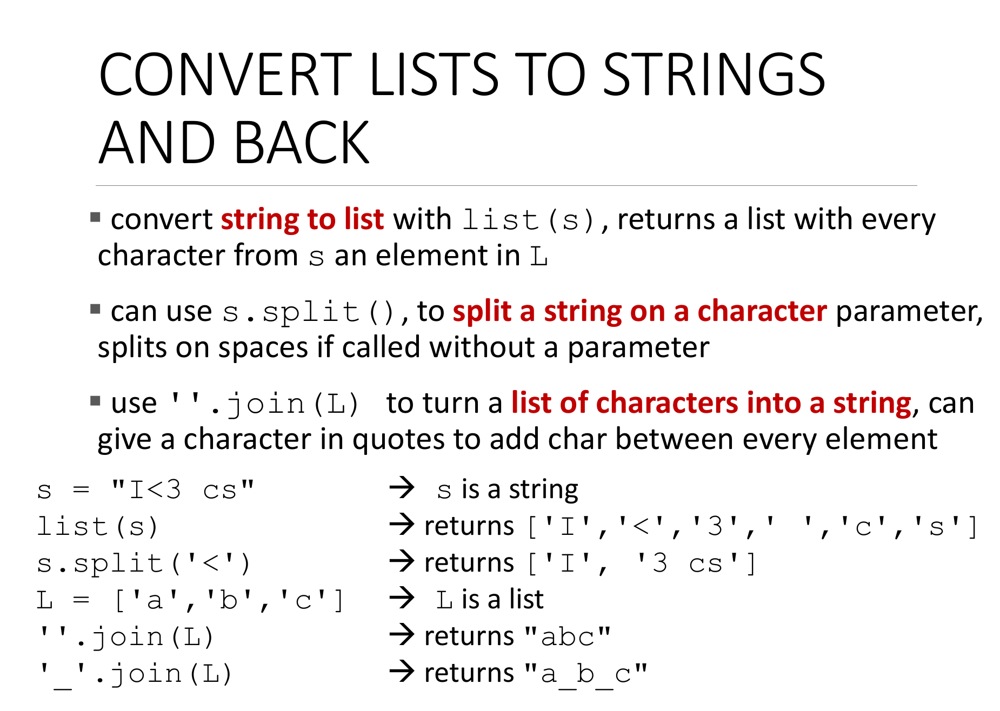 CONVERT LISTS TO STRINGS
AND BACK
▪ convert string to list with list(s), returns a list with every
character from s an element in L
▪ can use s.split(), to split a string on a character parameter,
splits on spaces if called without a parameter
▪ use ''.join(L) to turn a list of characters into a string, can
give a character in quotes to add char between every element
s = "I<3 cs" → s is a string
list(s) → returns ['I','<','3',' ','c','s']
s.split('<') → returns ['I', '3 cs']
L = ['a','b','c'] → L is a list
''.join(L) → returns "abc"
'_'.join(L) → returns "a_b_c"